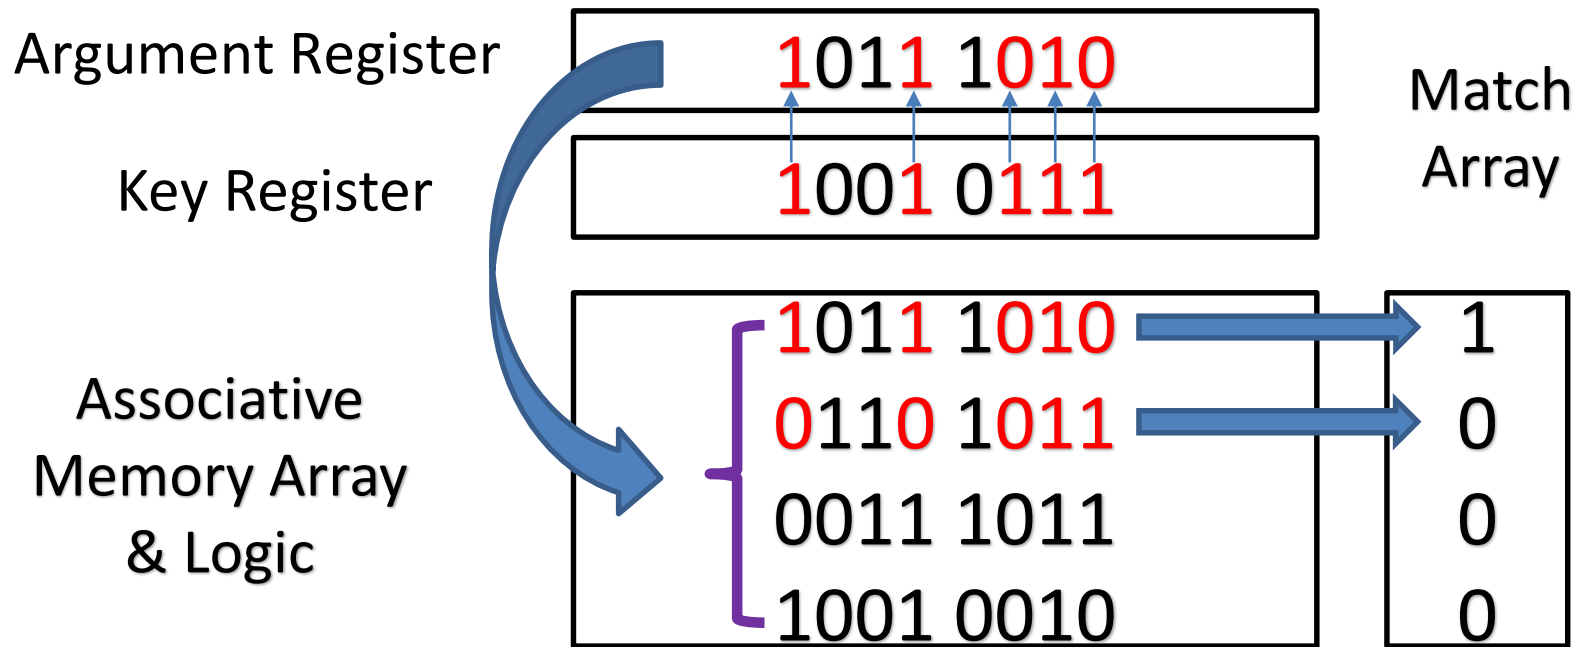 Argument Register
1011 1010
Key Register
1001 0111
Match
Array
Associative
Memory Array
& Logic
1011 1010
1
0110 1011
0
0011 1011
0
1001 0010
0